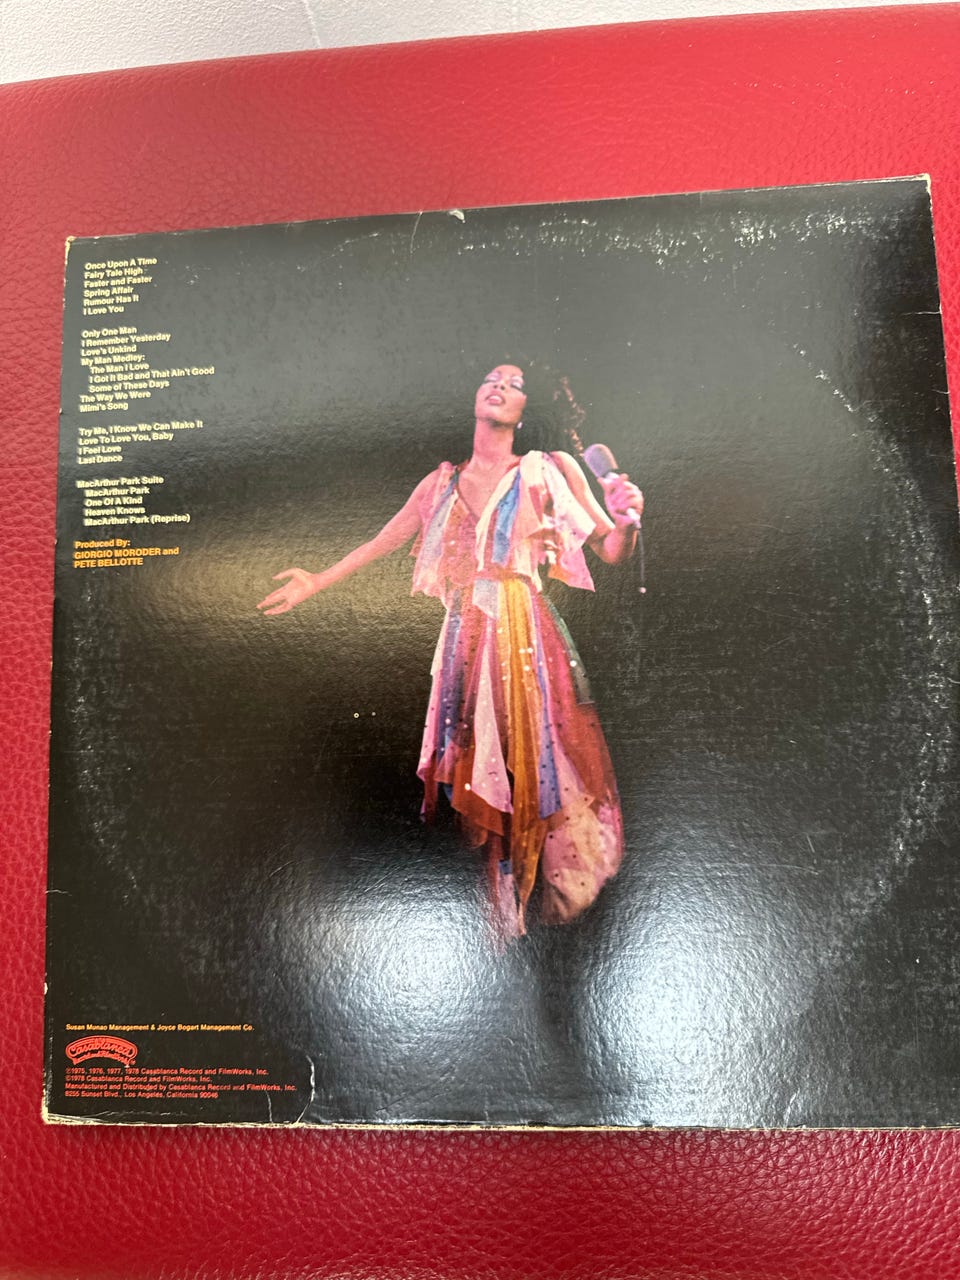 Once Upon A Time
Fairy Tale High
Faster and Faster
Spring Affair
Rumour Has It
I Love You
Only One Man
I Remember Yesterday
Love's Unkind
My Man Medley:
The Man I Love
I Got It Bad and That Ain't Good
Some of These Days
The Way We Were
Mimi's Song
Try Me, I Know We Can Make It
Love To Love You, Baby
I Feel Love
Last Dance
MacArthur Park Suite
MacArthur Park
One Of A Kind
Heaven Knows
MacArthur Park (Reprise)
Produced By:
GIORGIO MORODER and
PETE BELLOTTE
Susan Munao Management & Joyce Bogart Management Co.
Casablanca
Record and FilmWorks
℗1975, 1976, 1977, 1978 Casablanca Record and FilmWorks, Inc.
©1978 Casablanca Record and FilmWorks, Inc.
Manufactured and Distributed by Casablanca Record and FilmWorks, Inc.
8255 Sunset Blvd., Los Angeles, California 90046